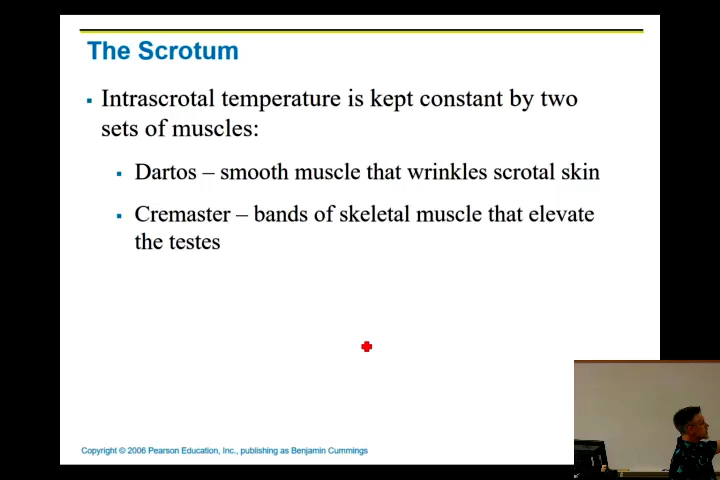 The Scrotum
▪ Intrascrotal temperature is kept constant by two
sets of muscles:
▪ Dartos – smooth muscle that wrinkles scrotal skin
▪ Cremaster – bands of skeletal muscle that elevate
the testes
Copyright © 2006 Pearson Education, Inc., publishing as Benjamin Cummings